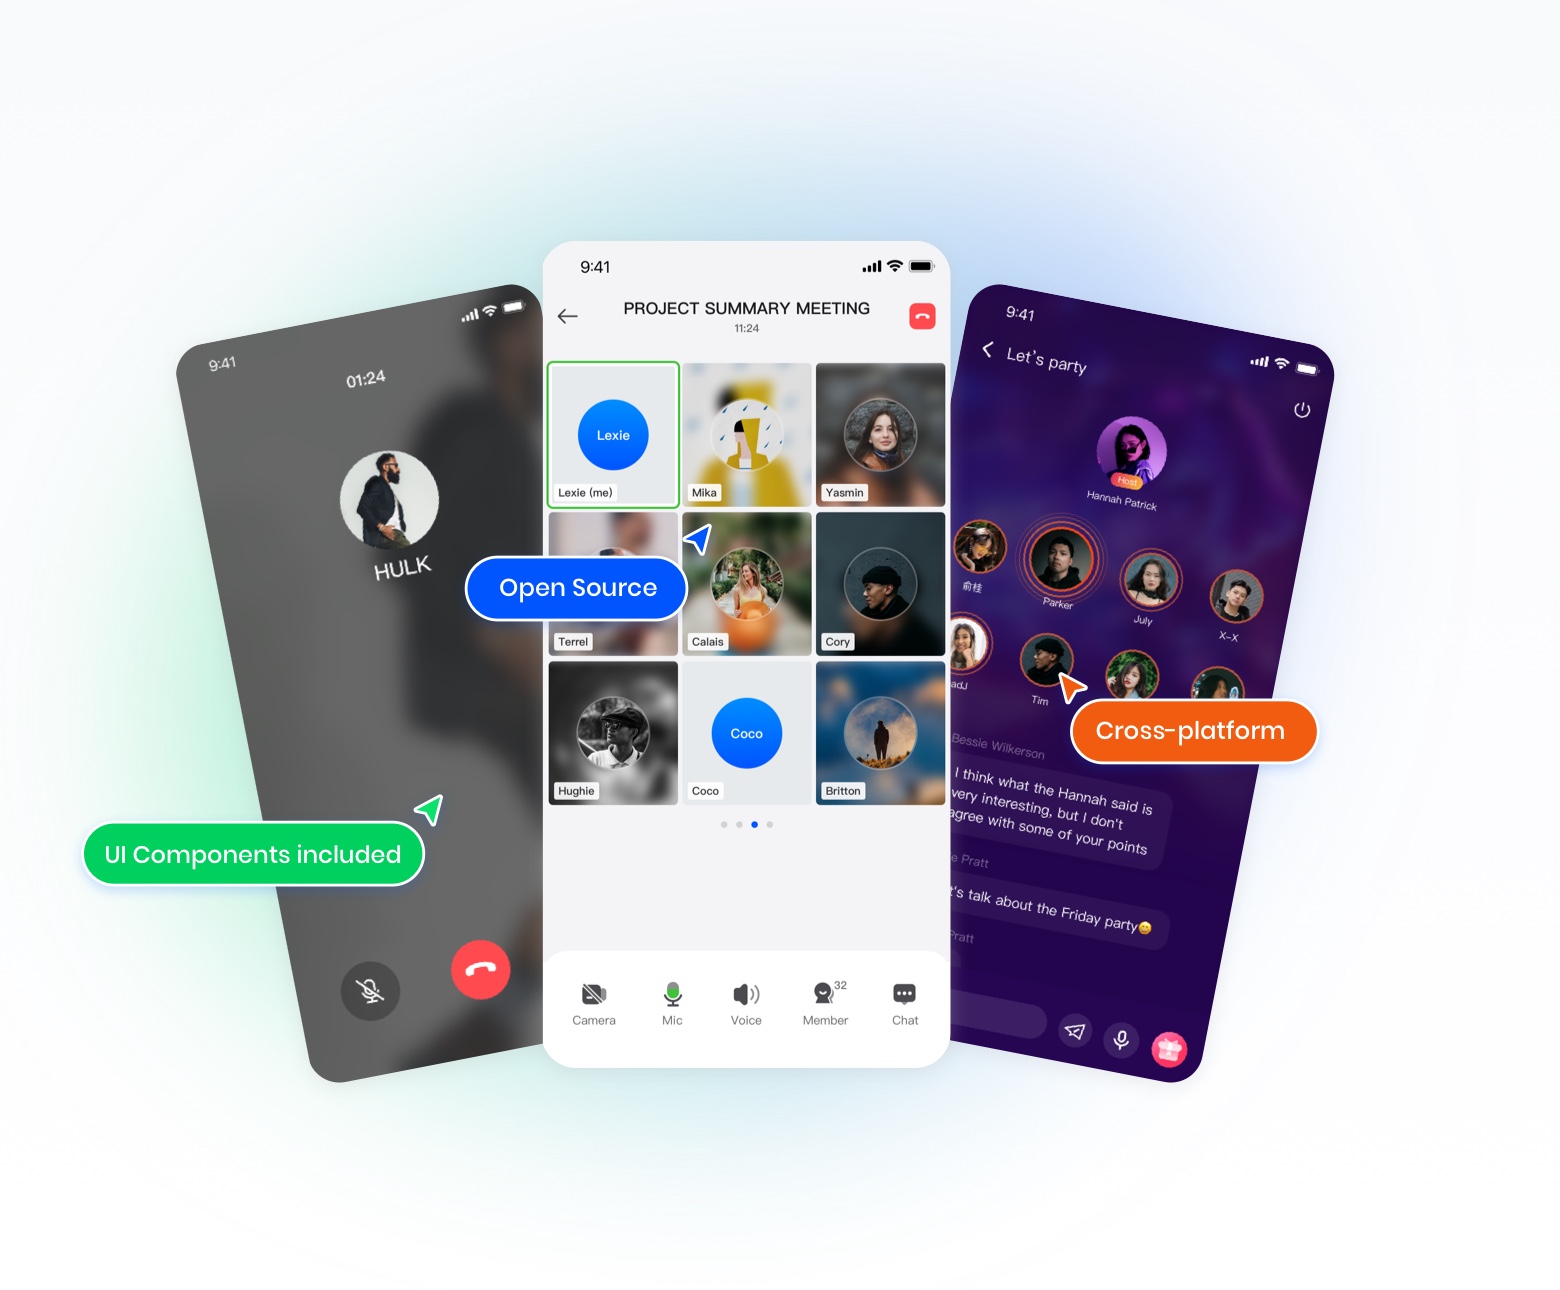 9:41
01:24
HULK
UI Components included
9:41
PROJECT SUMMARY MEETING
11:24
Lexie
Lexie (me)
Mika
Yasmin
Open Source
Terrel
Calais
Cory
Hughie
Coco
Coco
Britton
Camera
Mic
Voice
32
Member
Chat
9:41
Let's party
Host
Hannah Patrick
俞桂
Parker
July
X-X
adJ
Tim
Cross-platform
Bessie Wilkerson
I think what the Hannah said is
very interesting, but I don't
agree with some of your points
e Pratt
t's talk about the Friday party😄
Pratt